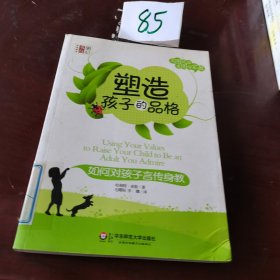 85
塑造
孩子的品格
Using Your Values
to Raise Your Child to Be an
Adult You Admire
如何对孩子言传身教
华东师范大学出版社